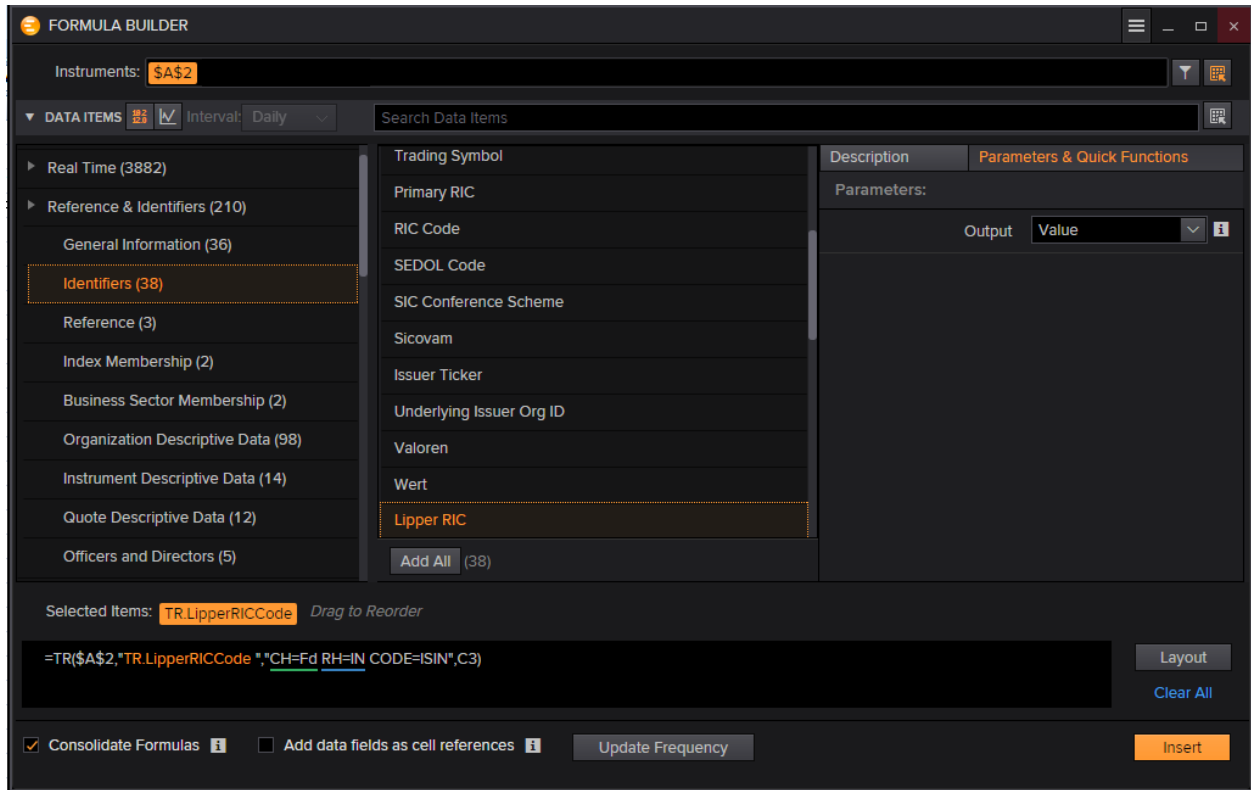 FORMULA BUILDER
Instruments: $A$2
DATA ITEMS Interval: Daily Search Data Items
Real Time (3882)
Reference & Identifiers (210)
General Information (36)
Identifiers (38)
Reference (3)
Index Membership (2)
Business Sector Membership (2)
Organization Descriptive Data (98)
Instrument Descriptive Data (14)
Quote Descriptive Data (12)
Officers and Directors (5)
Trading Symbol
Primary RIC
RIC Code
SEDOL Code
SIC Conference Scheme
Sicovam
Issuer Ticker
Underlying Issuer Org ID
Valoren
Wert
Lipper RIC
Add All (38)
Description Parameters & Quick Functions
Parameters:
Output Value
Selected Items: TR.LipperRICCode Drag to Reorder
=TR($A$2,"TR.LipperRICCode ","CH=Fd RH=IN CODE=ISIN",C3)
Layout
Clear All
Consolidate Formulas Add data fields as cell references Update Frequency Insert